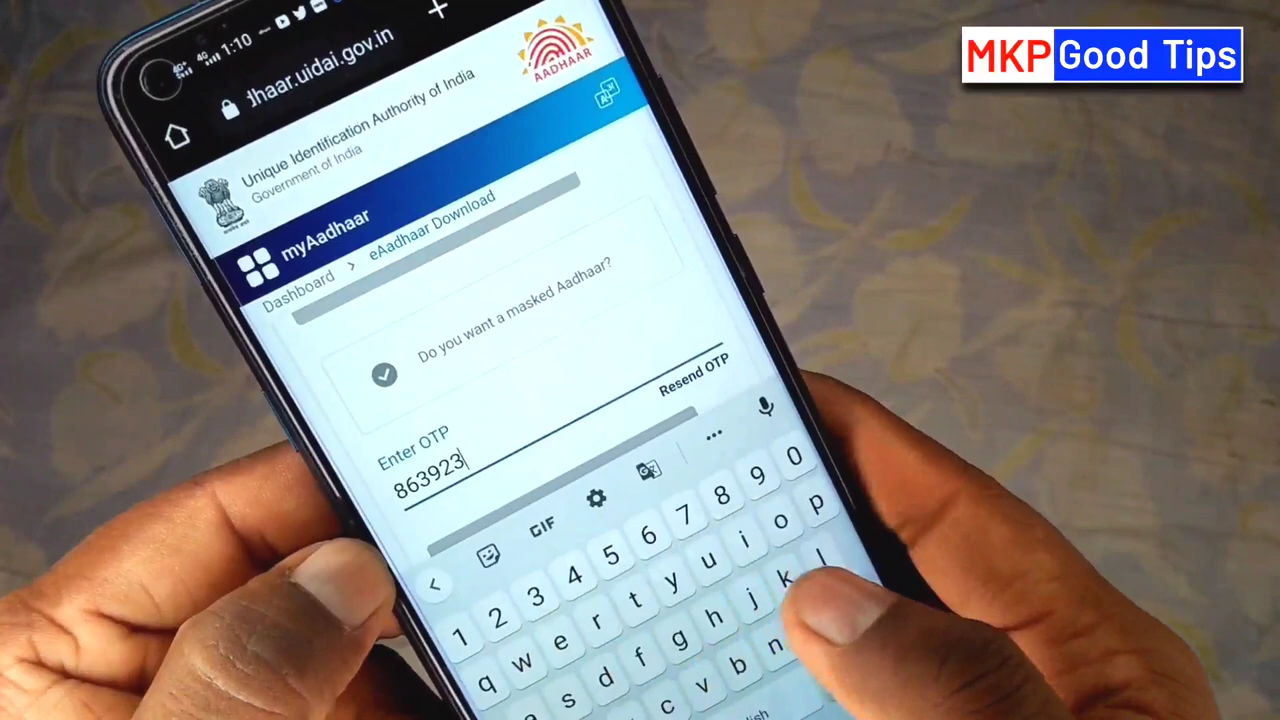 MKP Good Tips
4G+ 4G 1:10
dhaar.uidai.gov.in
Unique Identification Authority of India
Government of India
AADHAAR
myAadhaar
Dashboard > eAadhaar Download
Do you want a masked Aadhaar?
Enter OTP
863923
Resend OTP
GIF
1 2 3 4 5 6 7 8 9 0
q w e r t y u i o p
a s d f g h j k l
c v b n